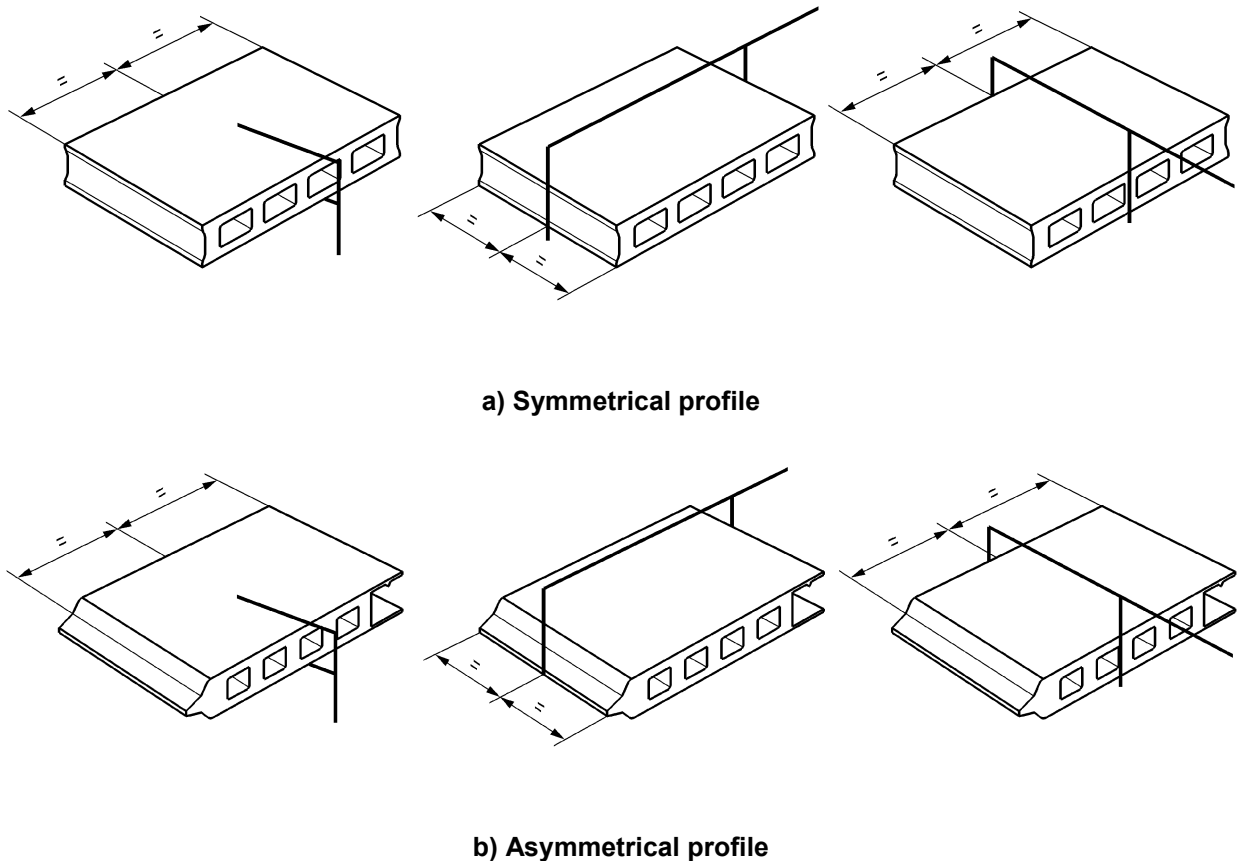 = = = = = =
= =
a) Symmetrical profile
= = = = = =
= =
b) Asymmetrical profile